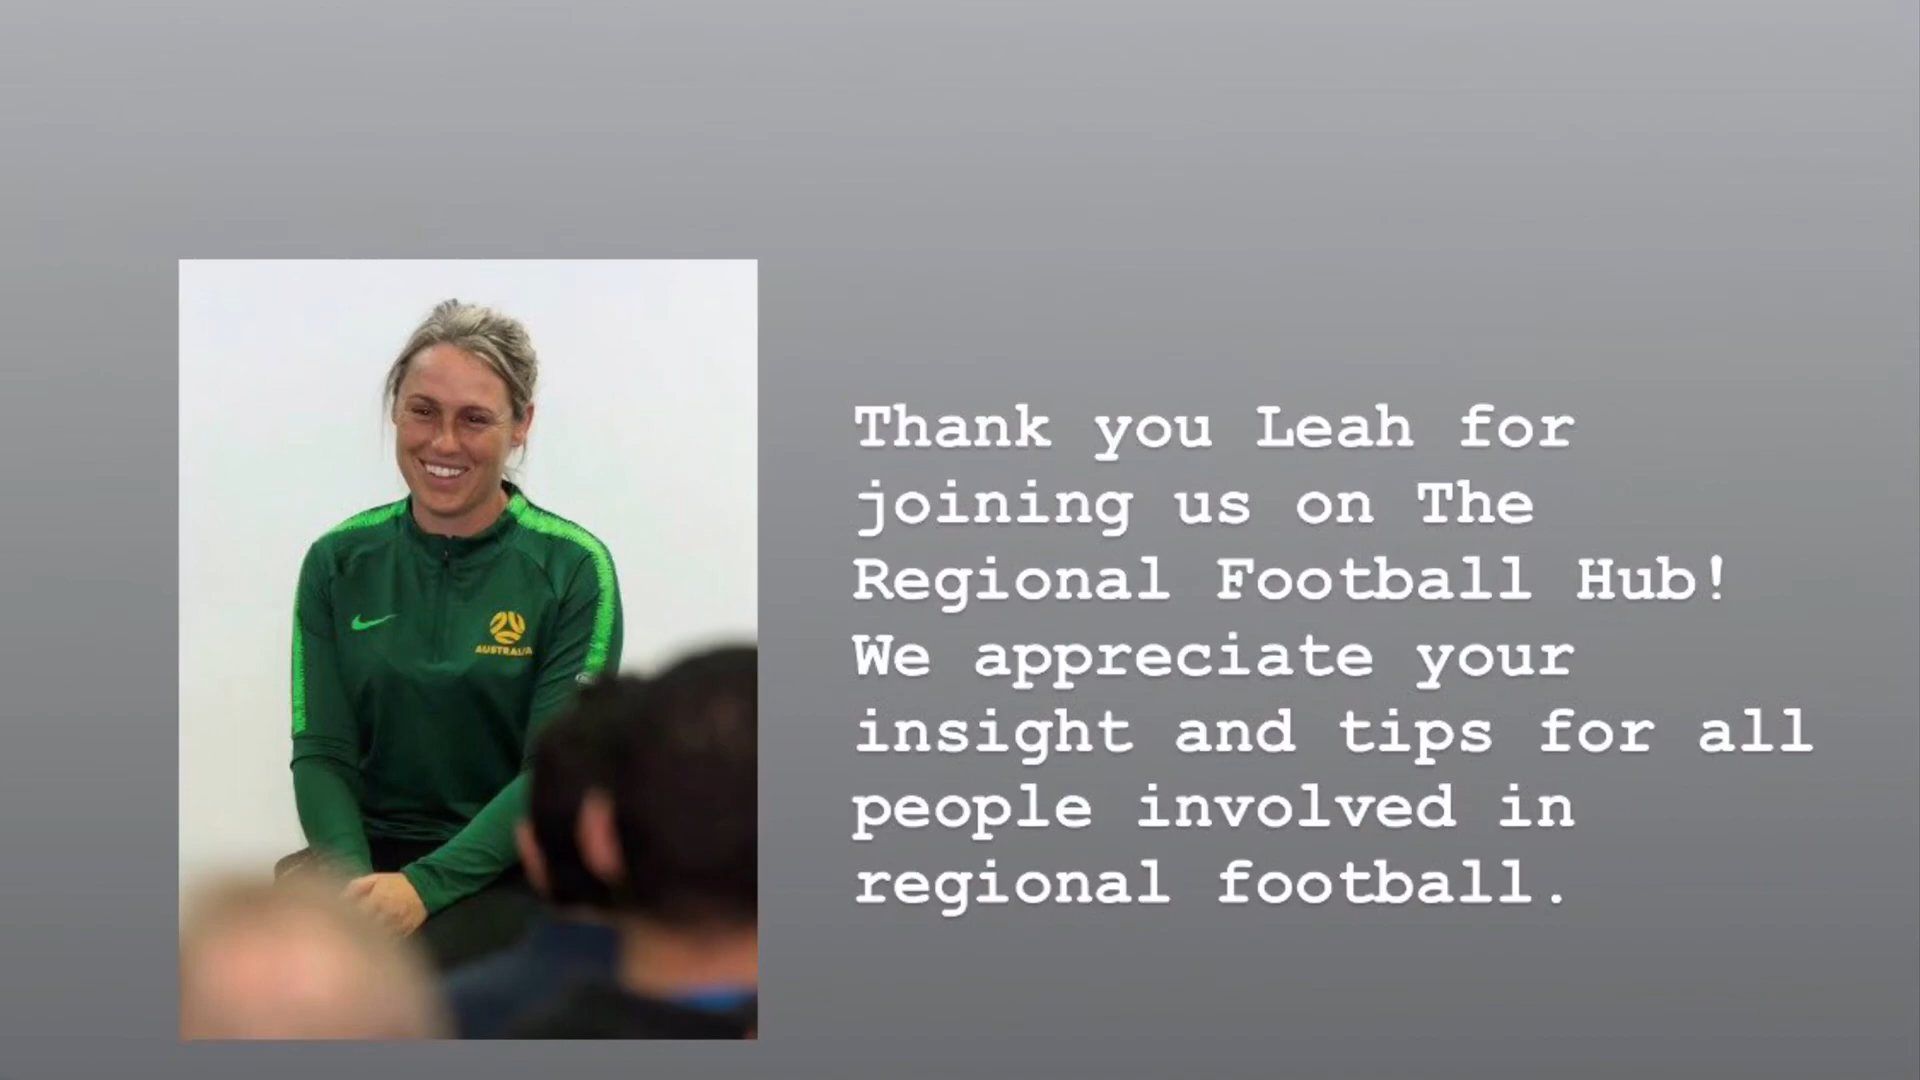 Thank you Leah for
joining us on The
Regional Football Hub!
We appreciate your
insight and tips for all
people involved in
regional football.
AUSTRALIA